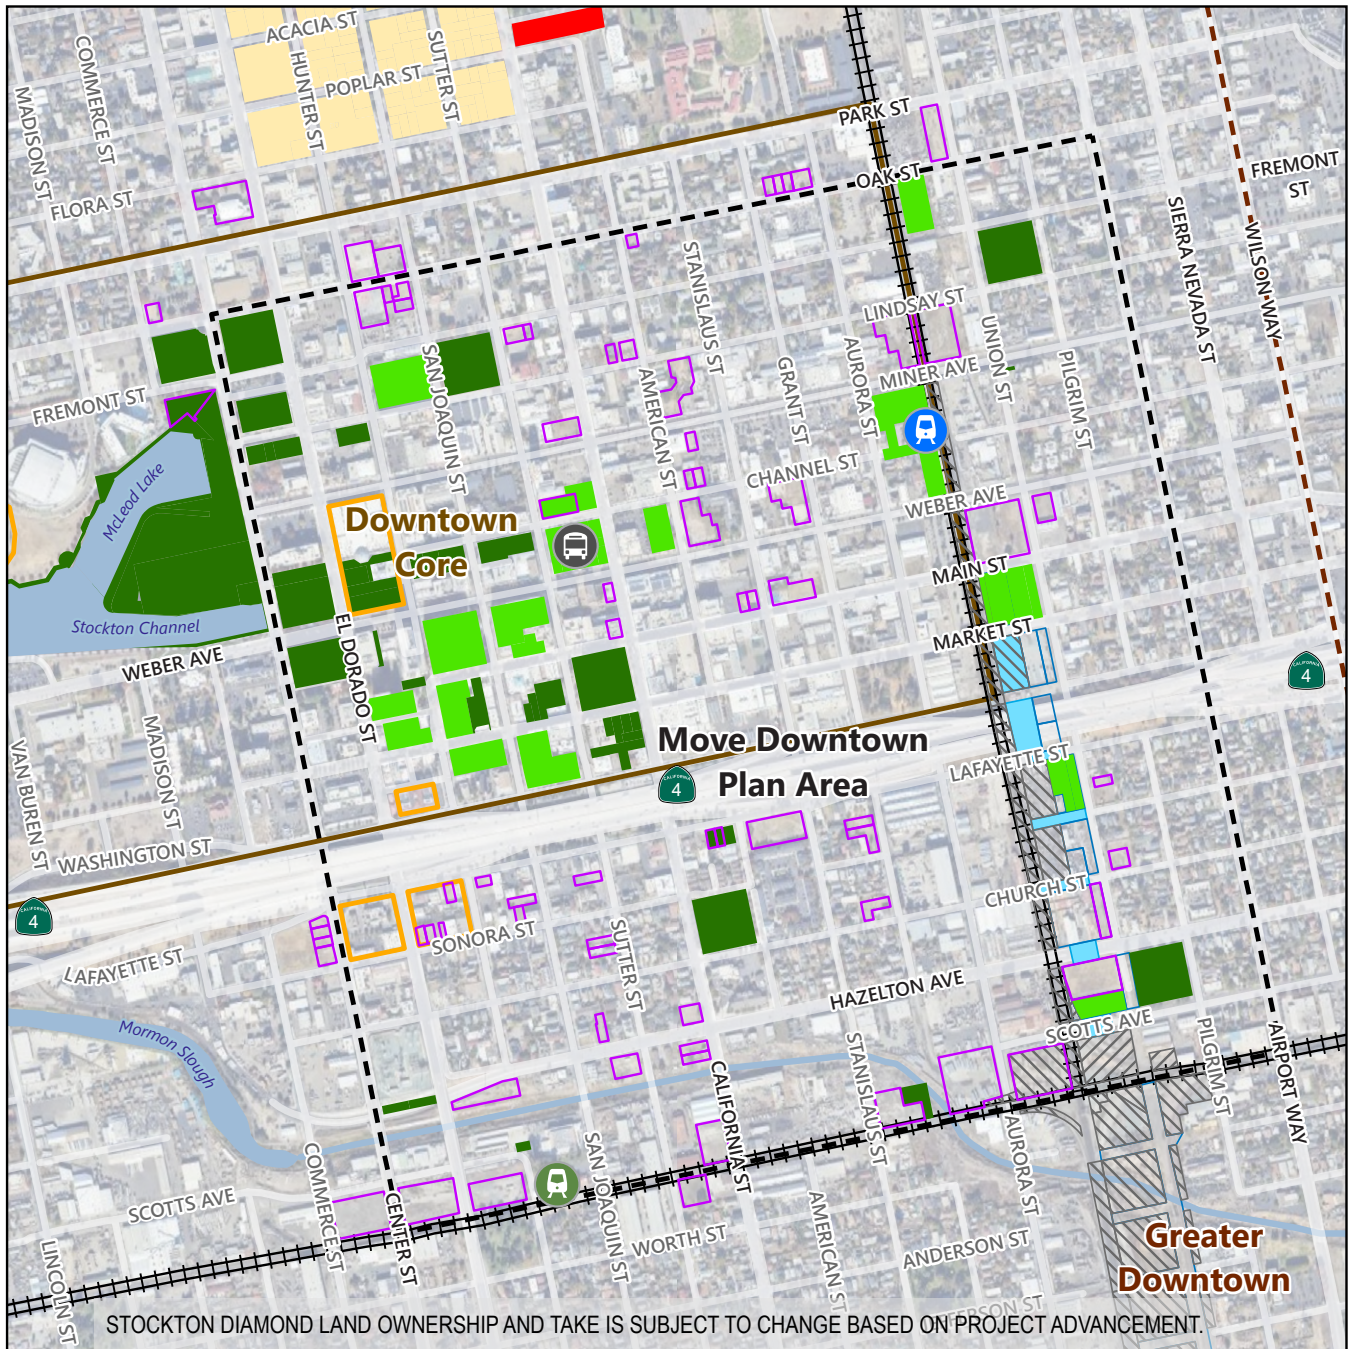 ACACIA ST
COMMERCE ST
MADISON ST
HUNTER ST
SUTTER ST
POPLAR ST
PARK ST
FLORA ST
OAK ST
FREMONT
ST
SIERRA NEVADA ST
WILSON WAY
STANISLAUS ST
LINDSAY ST
UNION ST
PILGRIM ST
AURORA ST
MINER AVE
GRANT ST
AMERICAN ST
SAN JOAQUIN ST
FREMONT ST
CHANNEL ST
McLeod Lake
WEBER AVE
Downtown
Core
MAIN ST
Stockton Channel
MARKET ST
EL DORADO ST
WEBER AVE
CALIFORNIA
4
MADISON ST
VAN BUREN ST
Move Downtown
Plan Area
LAFAYETTE ST
CALIFORNIA
4
WASHINGTON ST
CHURCH ST
CALIFORNIA
4
SONORA ST
SUTTER ST
LAFAYETTE ST
HAZELTON AVE
SCOTTS AVE
Mormon Slough
STANISLAUS ST
PILGRIM ST
AIRPORT WAY
CALIFORNIA ST
AURORA ST
COMMERCE ST
SAN JOAQUIN ST
SCOTTS AVE
CENTER ST
AMERICAN ST
WORTH ST
ANDERSON ST
LINCOLN ST
Greater
Downtown
STOCKTON DIAMOND LAND OWNERSHIP AND TAKE IS SUBJECT TO CHANGE BASED ON PROJECT ADVANCEMENT.